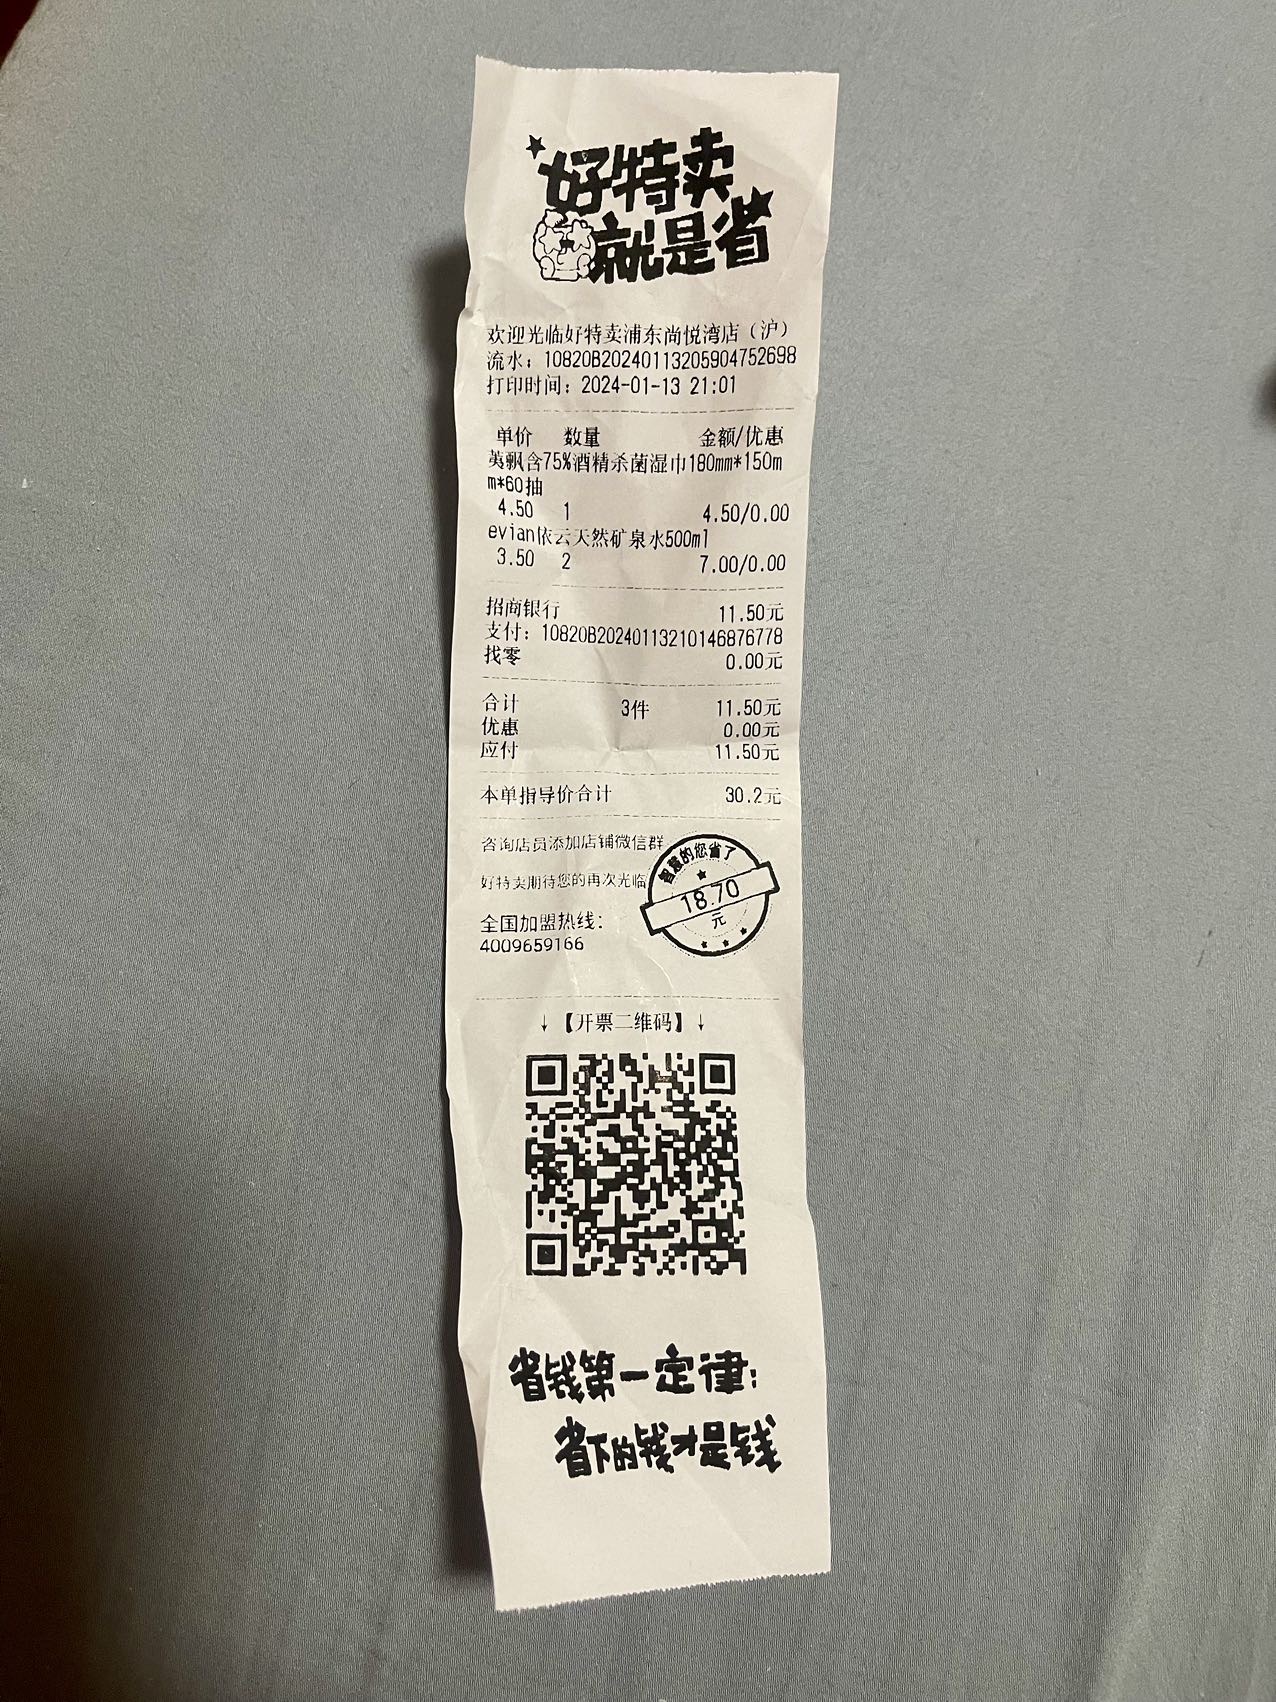 好特卖
就是省
欢迎光临好特卖浦东尚悦湾店（沪）
流水：10820B20240113205904752698
打印时间：2024-01-13 21:01
单价 数量 金额/优惠
英飘含75%酒精杀菌湿巾180mm*150m
m*60抽
4.50 1 4.50/0.00
evian依云天然矿泉水500ml
3.50 2 7.00/0.00
招商银行 11.50元
支付：10820B20240113210146876778
找零 0.00元
合计 3件 11.50元
优惠 0.00元
应付 11.50元
本单指导价合计 30.2元
咨询店员添加店铺微信群
好特卖期待您的再次光临
智慧的您省了
18.70
元
全国加盟热线：
4009659166
↓【开票二维码】↓
省钱第一定律：
省下的钱才是钱